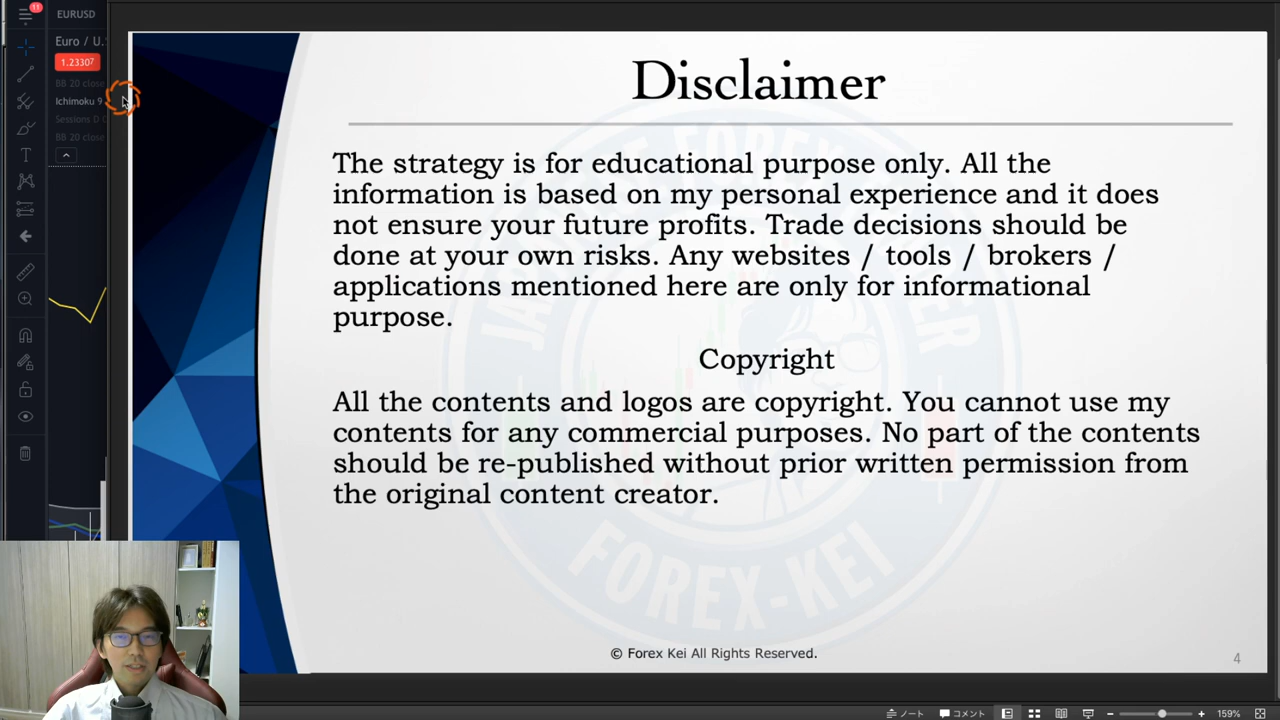 11
EURUSD
Euro / U.S
1.23307
BB 20 close
Ichimoku 9
Sessions D
BB 20 close
Disclaimer
The strategy is for educational purpose only. All the
information is based on my personal experience and it does
not ensure your future profits. Trade decisions should be
done at your own risks. Any websites / tools / brokers /
applications mentioned here are only for informational
purpose.
Copyright
All the contents and logos are copyright. You cannot use my
contents for any commercial purposes. No part of the contents
should be re-published without prior written permission from
the original content creator.
FOREX-KEI
© Forex Kei All Rights Reserved.
4
ノート コメント 159%